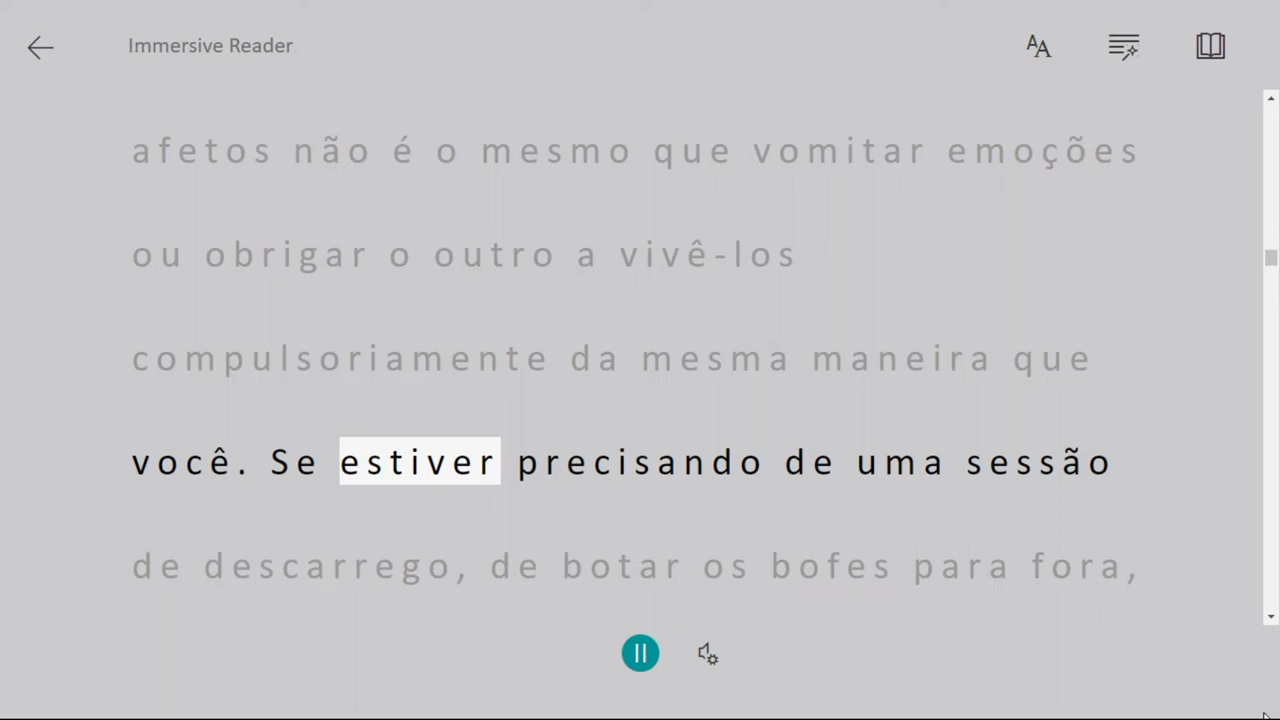 Immersive Reader
afetos não é o mesmo que vomitar emoções
ou obrigar o outro a vivê-los
compulsoriamente da mesma maneira que
você. Se estiver precisando de uma sessão
de descarrego, de botar os bofes para fora,